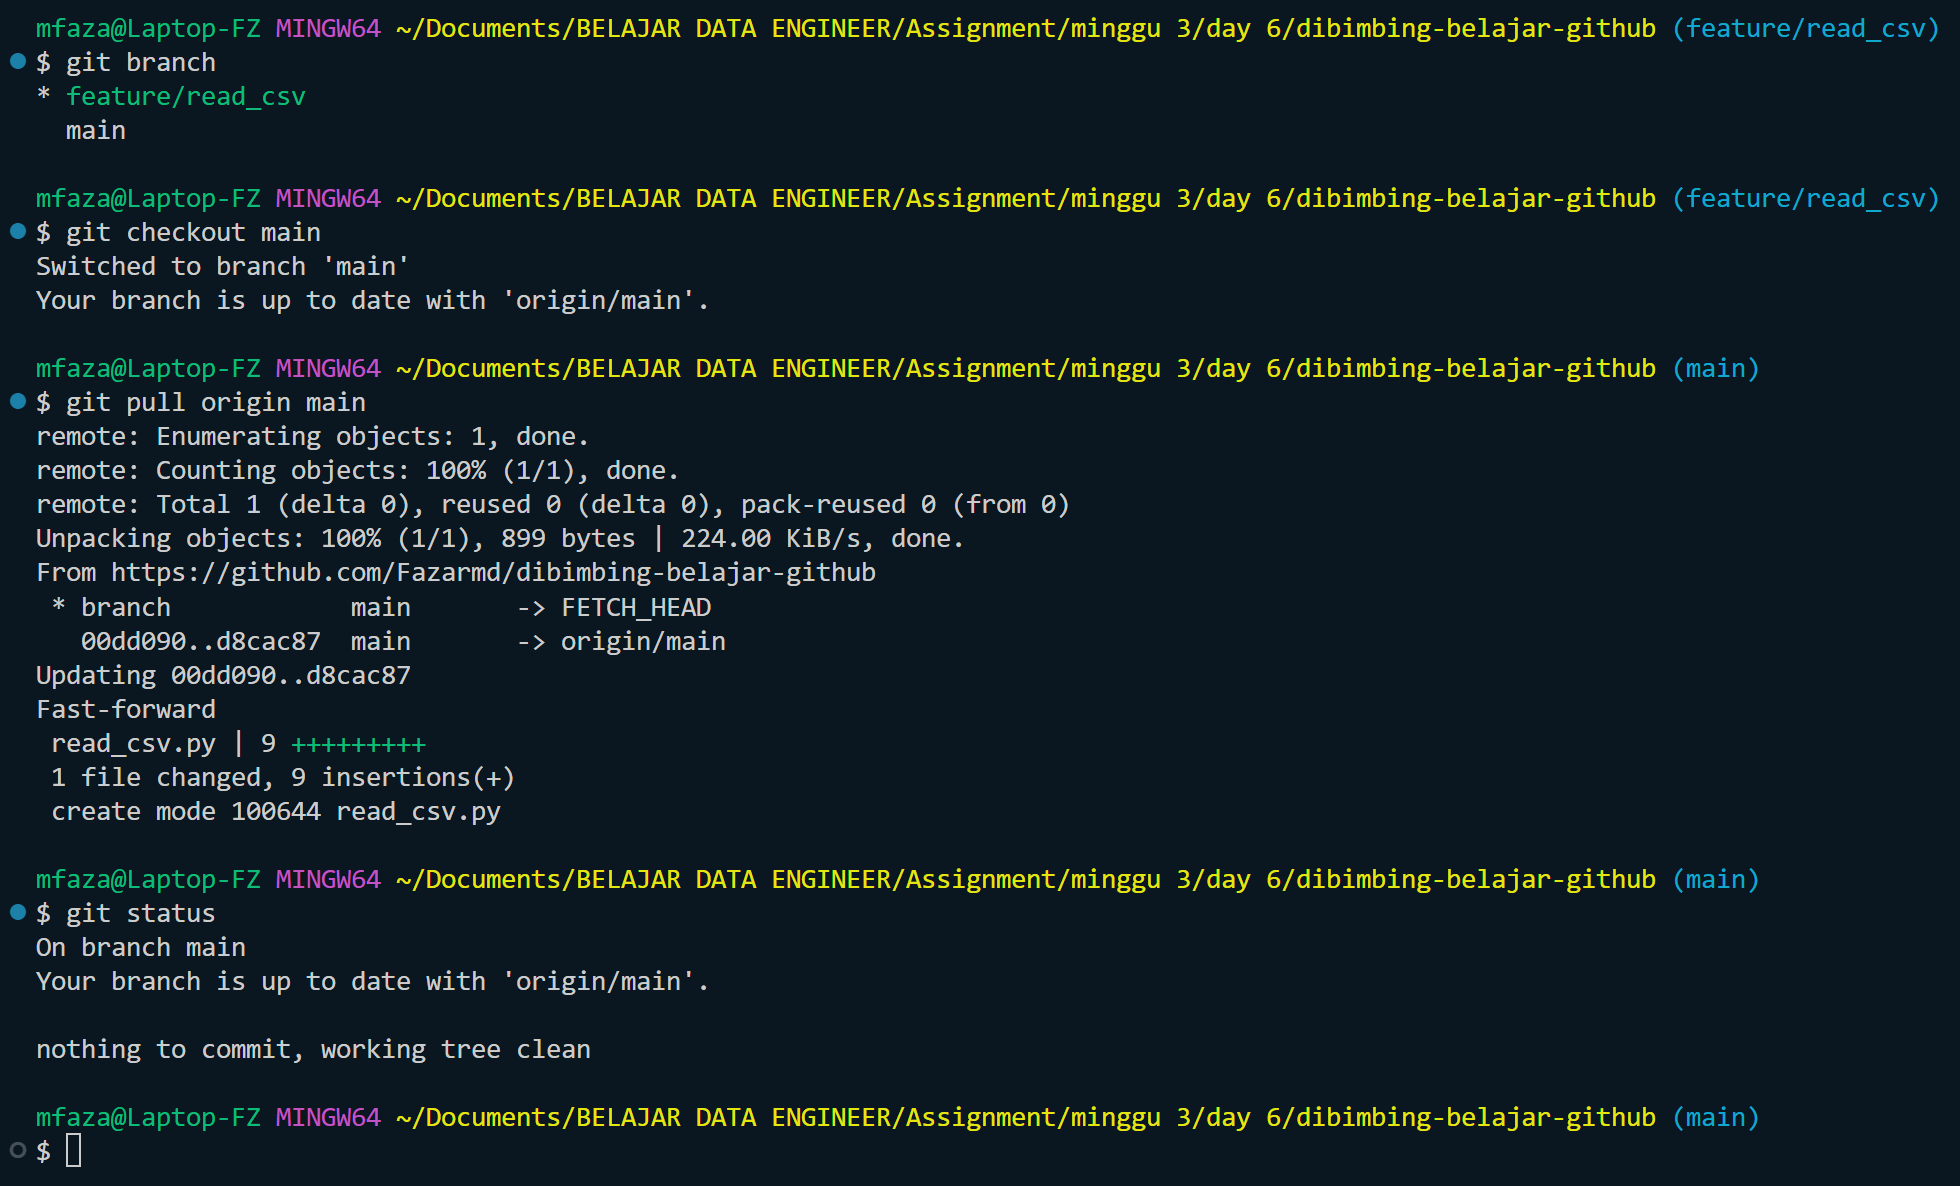 mfaza@Laptop-FZ MINGW64 ~/Documents/BELAJAR DATA ENGINEER/Assignment/minggu 3/day 6/dibimbing-belajar-github (feature/read_csv)
$ git branch
* feature/read_csv
  main

mfaza@Laptop-FZ MINGW64 ~/Documents/BELAJAR DATA ENGINEER/Assignment/minggu 3/day 6/dibimbing-belajar-github (feature/read_csv)
$ git checkout main
Switched to branch 'main'
Your branch is up to date with 'origin/main'.

mfaza@Laptop-FZ MINGW64 ~/Documents/BELAJAR DATA ENGINEER/Assignment/minggu 3/day 6/dibimbing-belajar-github (main)
$ git pull origin main
remote: Enumerating objects: 1, done.
remote: Counting objects: 100% (1/1), done.
remote: Total 1 (delta 0), reused 0 (delta 0), pack-reused 0 (from 0)
Unpacking objects: 100% (1/1), 899 bytes | 224.00 KiB/s, done.
From https://github.com/Fazarmd/dibimbing-belajar-github
 * branch            main       -> FETCH_HEAD
   00dd090..d8cac87  main       -> origin/main
Updating 00dd090..d8cac87
Fast-forward
 read_csv.py | 9 +++++++++
 1 file changed, 9 insertions(+)
 create mode 100644 read_csv.py

mfaza@Laptop-FZ MINGW64 ~/Documents/BELAJAR DATA ENGINEER/Assignment/minggu 3/day 6/dibimbing-belajar-github (main)
$ git status
On branch main
Your branch is up to date with 'origin/main'.

nothing to commit, working tree clean

mfaza@Laptop-FZ MINGW64 ~/Documents/BELAJAR DATA ENGINEER/Assignment/minggu 3/day 6/dibimbing-belajar-github (main)
$